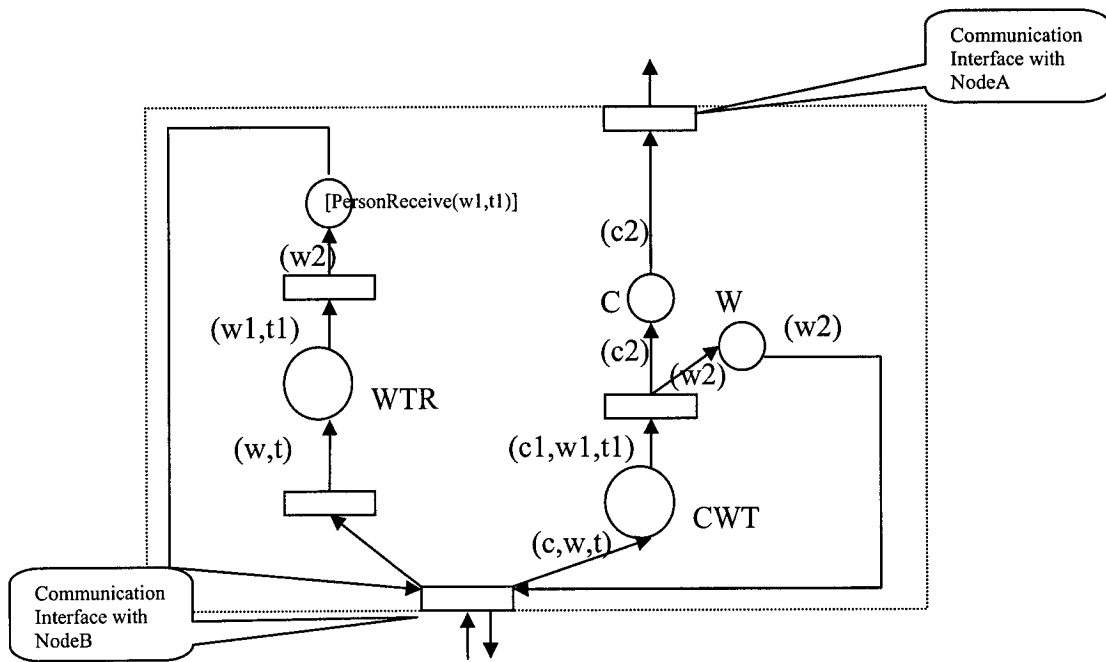 Communication
Interface with
NodeA
[PersonReceive(w1,t1)]
(w2)
(c2)
C
W
(w1,t1)
(c2)
(w2)
(w2)
WTR
(w,t)
(c1,w1,t1)
CWT
(c,w,t)
Communication
Interface with
NodeB